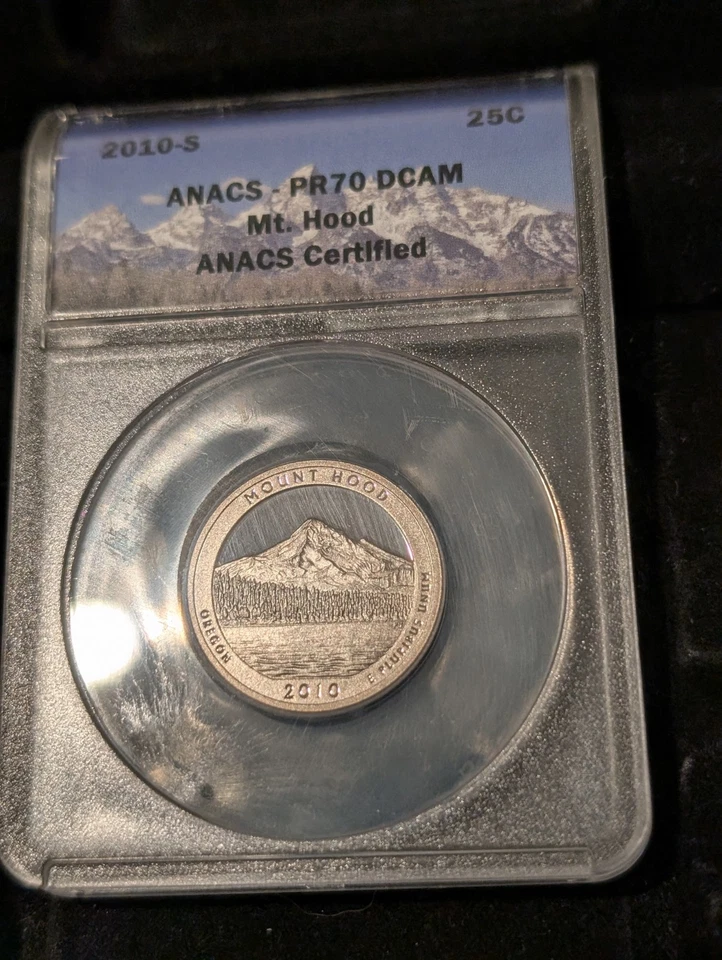 2010-S 25C
ANACS - PR70 DCAM
Mt. Hood
ANACS Certified
MOUNT HOOD
OREGON
E PLURIBUS UNUM
2010